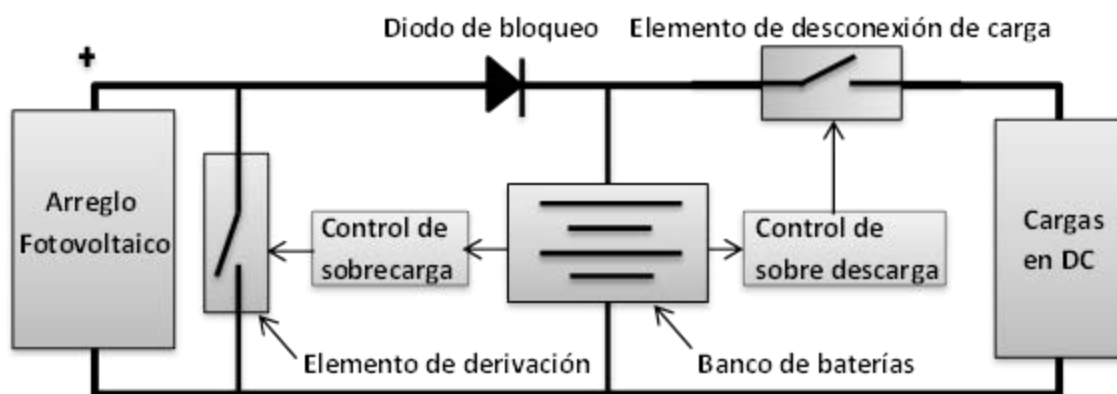 Diodo de bloqueo
Elemento de desconexión de carga
+
Arreglo
Fotovoltaico
Control de
sobrecarga
Control de
sobre descarga
Cargas
en DC
Elemento de derivación
Banco de baterías